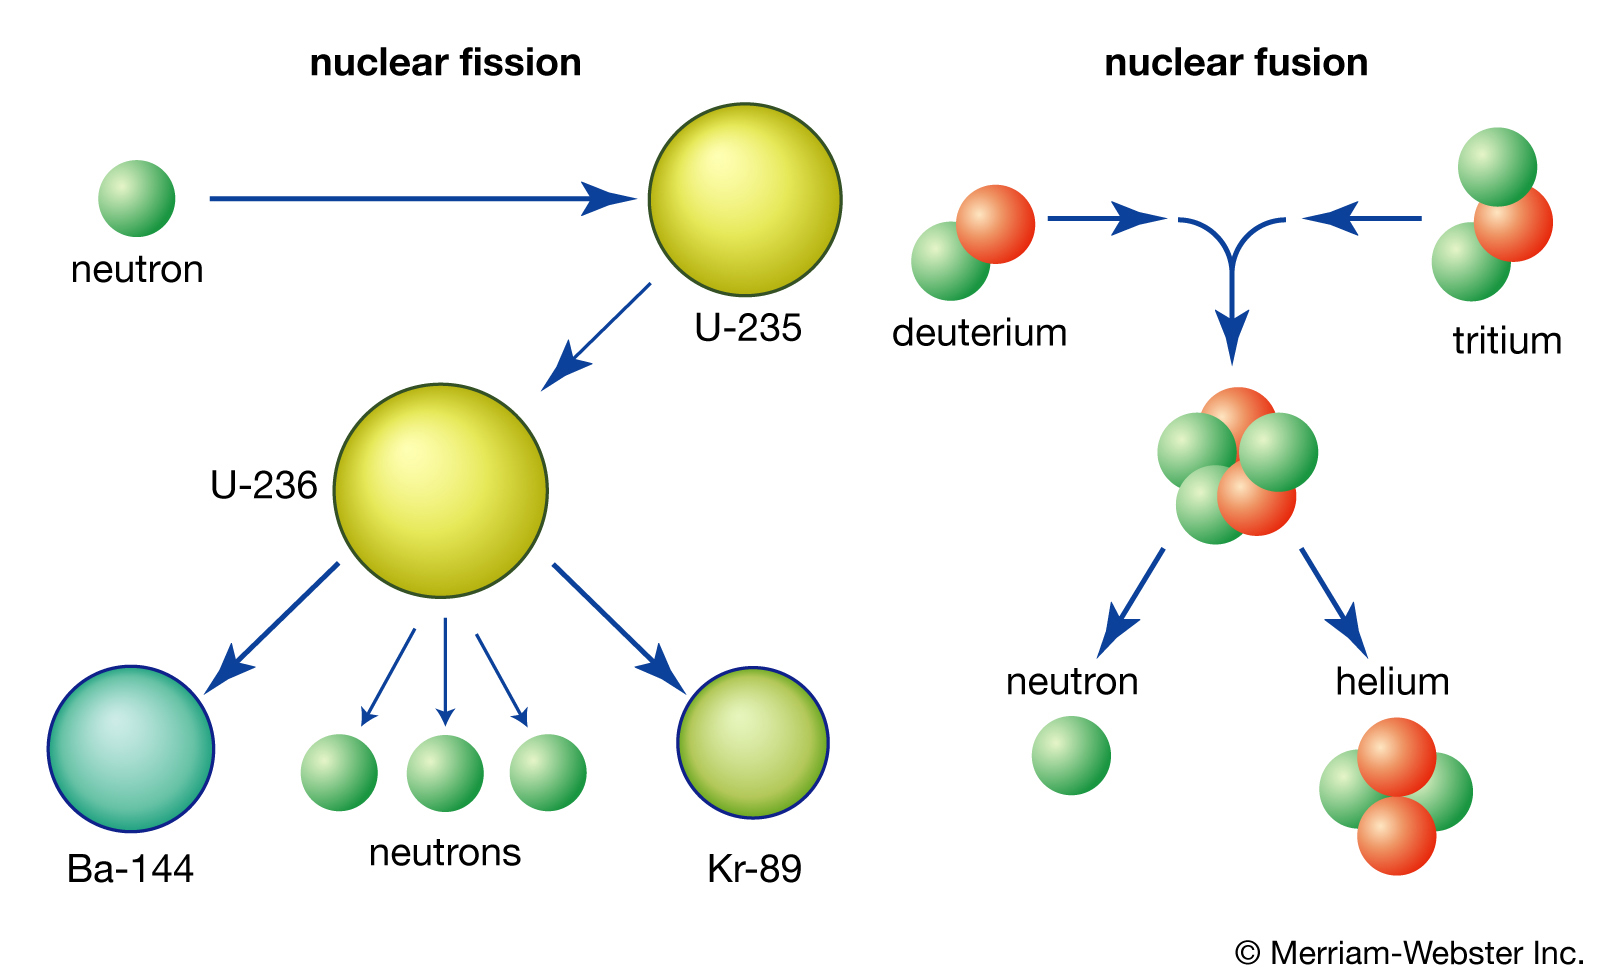 nuclear fission
neutron
U-235
U-236
Ba-144
neutrons
Kr-89
nuclear fusion
deuterium
tritium
neutron
helium
© Merriam-Webster Inc.